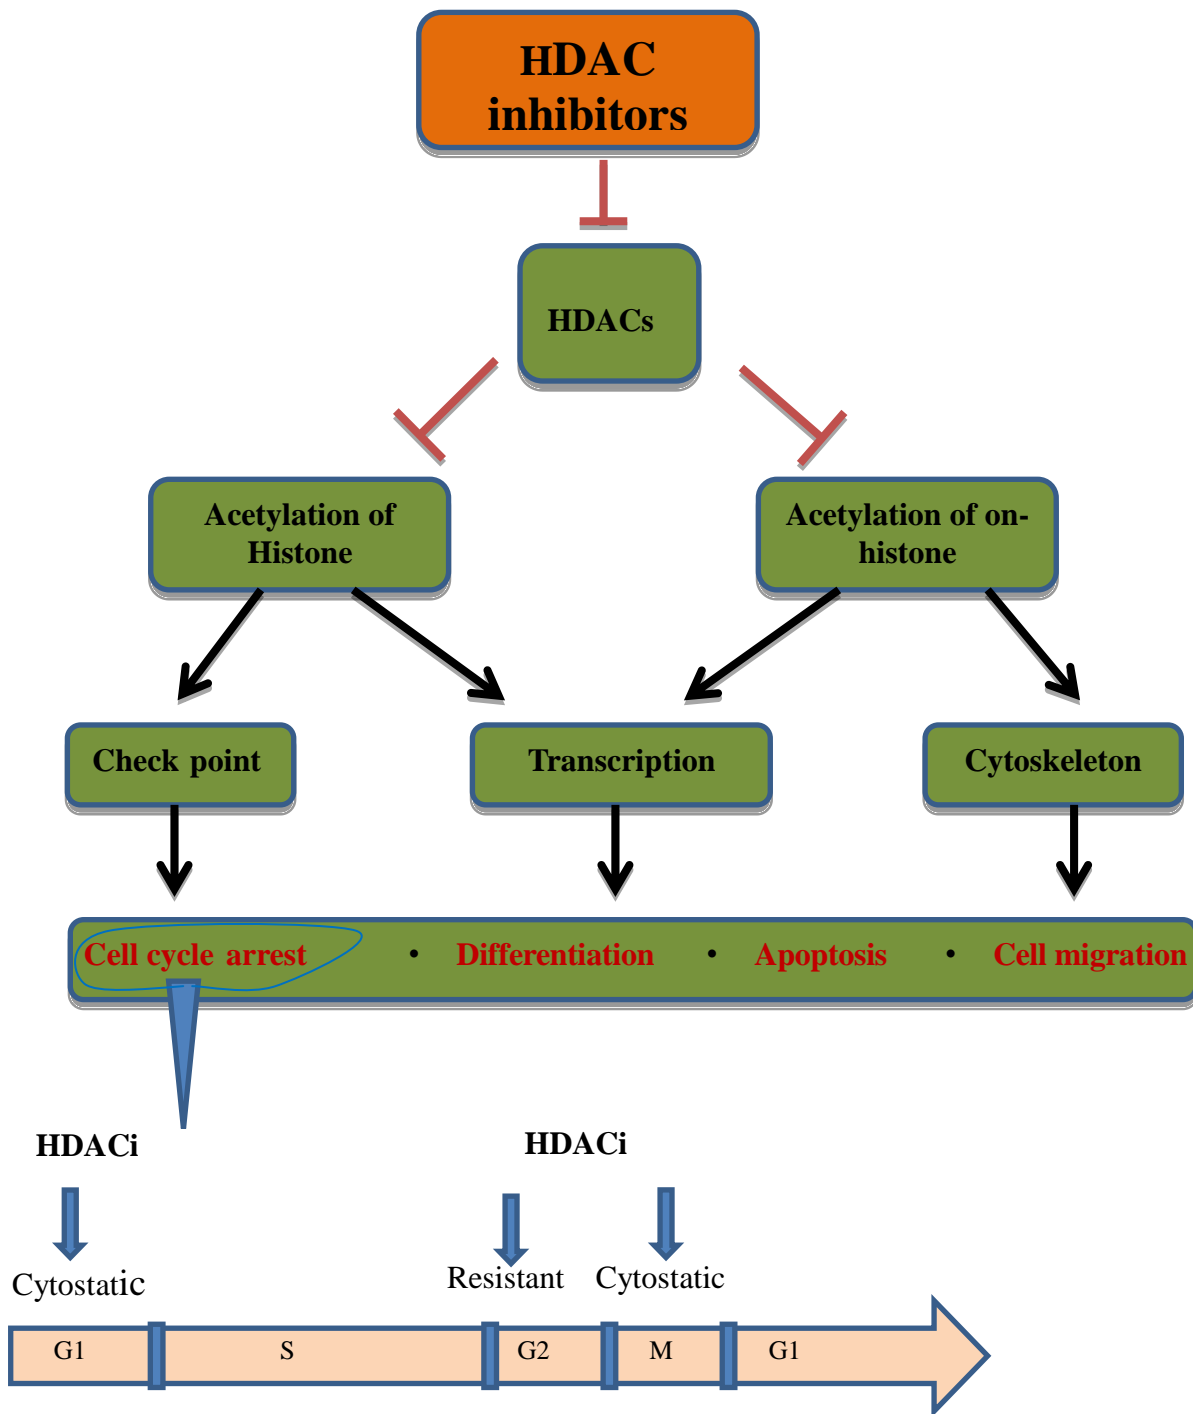 HDAC
inhibitors
HDACs
Acetylation of
Histone
Acetylation of on-
histone
Check point
Transcription
Cytoskeleton
Cell cycle arrest • Differentiation • Apoptosis • Cell migration
HDACi
HDACi
Cytostatic
Resistant
Cytostatic
G1
S
G2
M
G1